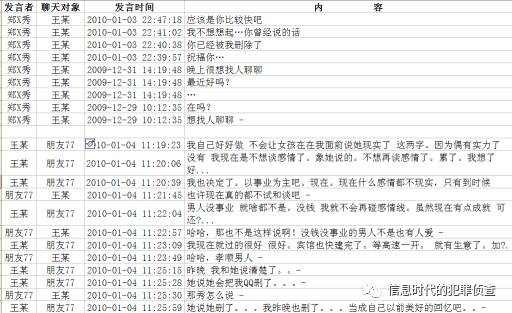 发言者 聊天对象 发言时间 内 容
郑X秀 王某 2010-01-03 22:47:18 应该是你比较快吧
郑X秀 王某 2010-01-03 22:41:02 我不想想起…你曾经说的话
郑X秀 王某 2010-01-03 22:40:38 你已经被我删除了
郑X秀 王某 2010-01-03 22:39:57 祝福你…
郑X秀 王某 2009-12-31 14:19:48 晚上很想找人聊聊
郑X秀 王某 2009-12-31 14:19:48 最近好吗?
郑X秀 王某 2009-12-31 14:19:48 …
郑X秀 王某 2009-12-29 10:12:35 在吗?
郑X秀 王某 2009-12-29 10:12:35 想找人聊聊 -
王某 朋友77 2010-01-04 11:19:23 我自己好好做 不会让女孩在在我面前说她现实了 这两字。因为偶有实力了
王某 朋友77 2010-01-04 11:20:06 没有 我现在是不想谈感情了。象她说的。不想再谈感情了。累了。我想了
好...
王某 朋友77 2010-01-04 11:20:39 我也决定了。以事业为主吧。现在。现在什么感情都不现实，只有到时候
朋友77 王某 2010-01-04 11:21:45 也许现在真的都不试和谈吧 -
王某 朋友77 2010-01-04 11:22:04 男人没事业 就啥都不是。没钱 我就不会再碰感情线。虽然现在有点成就 可
还?...
朋友77 王某 2010-01-04 11:22:57 哈哈，那也不是这样说啊! 没钱没事业的男人不是也有人爱 -
王某 朋友77 2010-01-04 11:23:09 我现在就过的很好 很好。宾馆也快建完了。等高速一开。 就有生意了。加?.
朋友77 王某 2010-01-04 11:23:49 哈哈，孝顺男人 -
王某 朋友77 2010-01-04 11:25:15 昨晚 我和她说清楚了。。-
王某 朋友77 2010-01-04 11:25:28 她说她会把我QQ删了。。。-
朋友77 王某 2010-01-04 11:25:30 那秀怎么说 -
王某 朋友77 2010-01-04 11:25:59 她说她删了。。。我昨晚也删了。。。当成自己以前美好的回忆吧。。-
信息时代的犯罪侦查